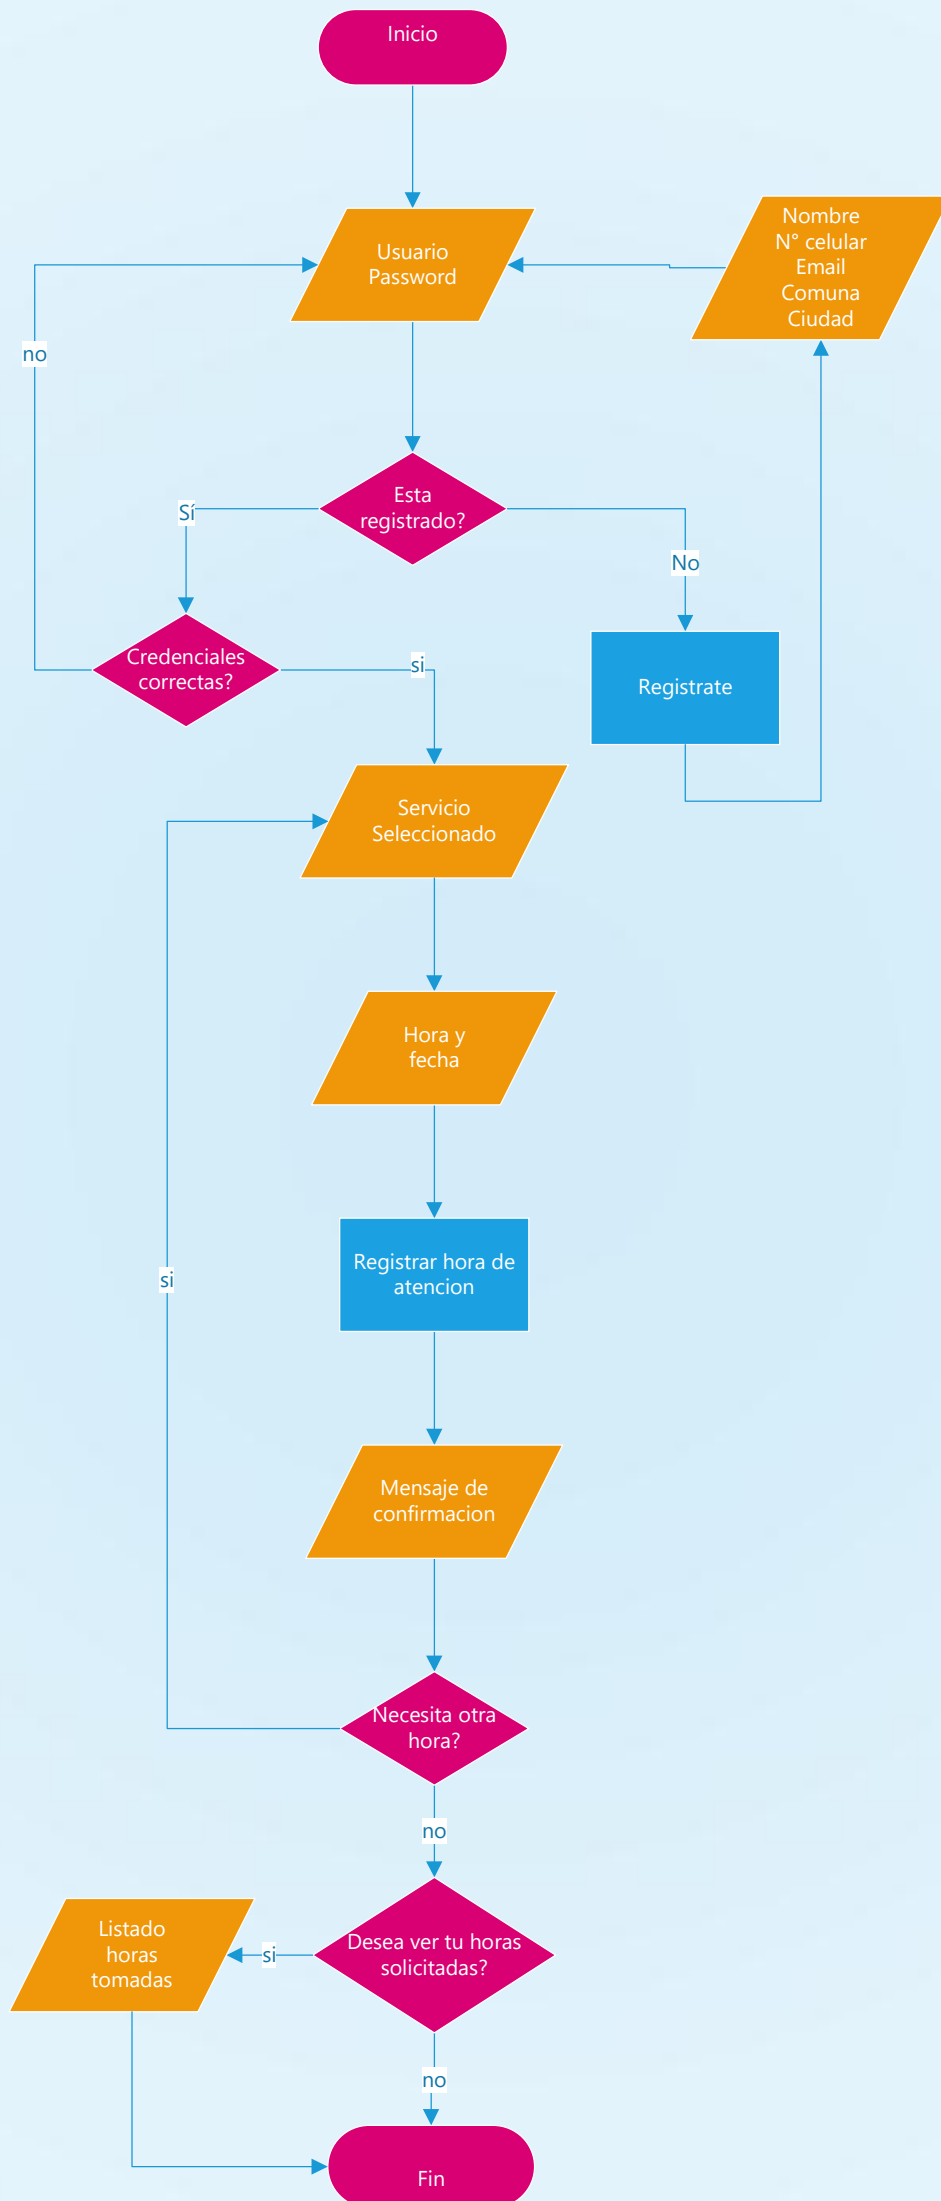 Inicio
Usuario
Password
Nombre
N° celular
Email
Comuna
Ciudad
no
Esta
registrado?
Sí
No
Credenciales
correctas?
si
Registrate
Servicio
Seleccionado
Hora y
fecha
Registrar hora de
atencion
si
Mensaje de
confirmacion
Necesita otra
hora?
no
Desea ver tu horas
solicitadas?
si
Listado
horas
tomadas
no
Fin